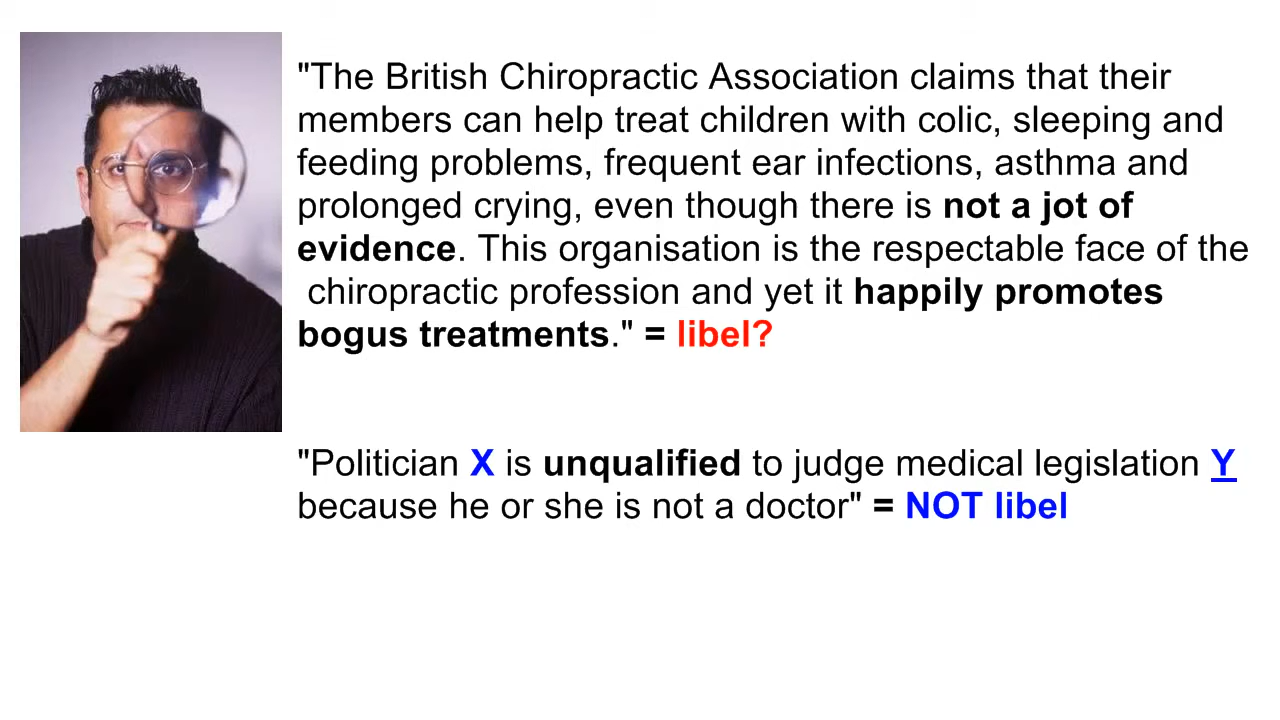 "The British Chiropractic Association claims that their
members can help treat children with colic, sleeping and
feeding problems, frequent ear infections, asthma and
prolonged crying, even though there is not a jot of
evidence. This organisation is the respectable face of the
chiropractic profession and yet it happily promotes
bogus treatments." = libel?
"Politician X is unqualified to judge medical legislation Y
because he or she is not a doctor" = NOT libel